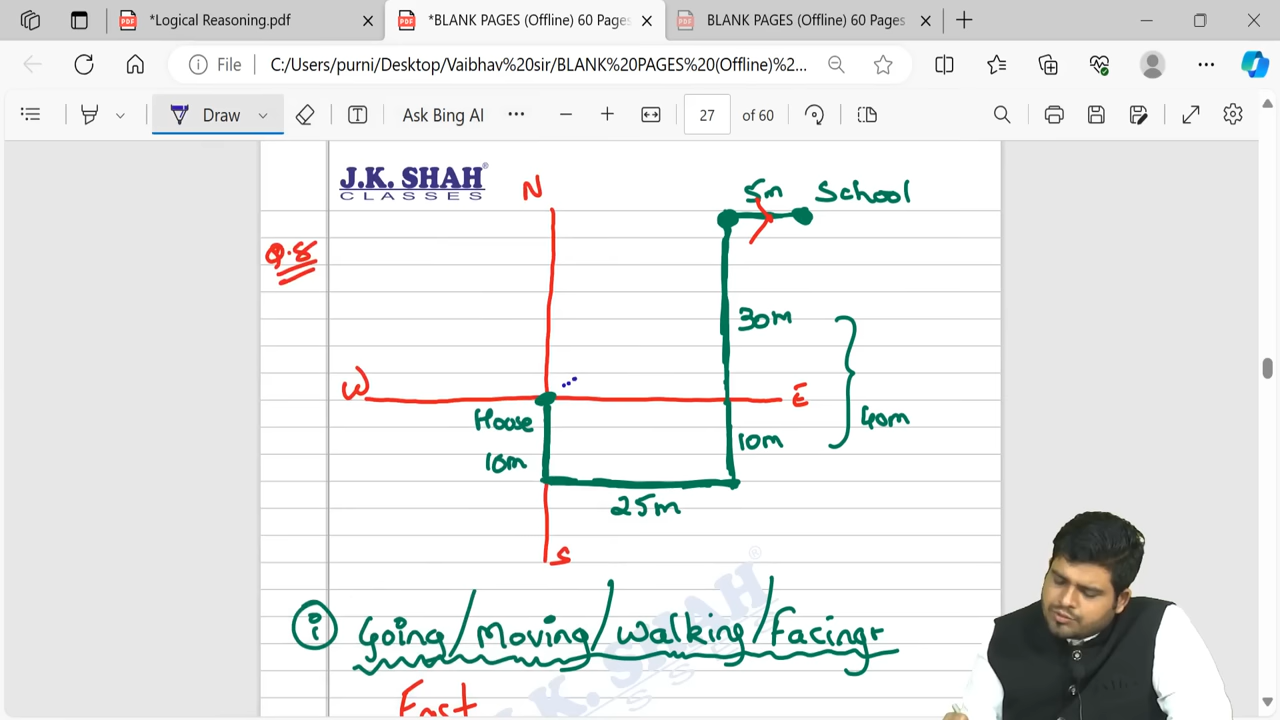 *Logical Reasoning.pdf
*BLANK PAGES (Offline) 60 Pages
BLANK PAGES (Offline) 60 Pages
File
C:/Users/purni/Desktop/Vaibhav%20sir/BLANK%20PAGES%20(Offline)%2...
Draw
Ask Bing AI
27
of 60
J.K. SHAH®
CLASSES
N
5m School
Q.8
30m
W
E
House
40m
10m
10m
25m
S
J.K. SHAH®
i Going/Moving/Walking/Facing
East